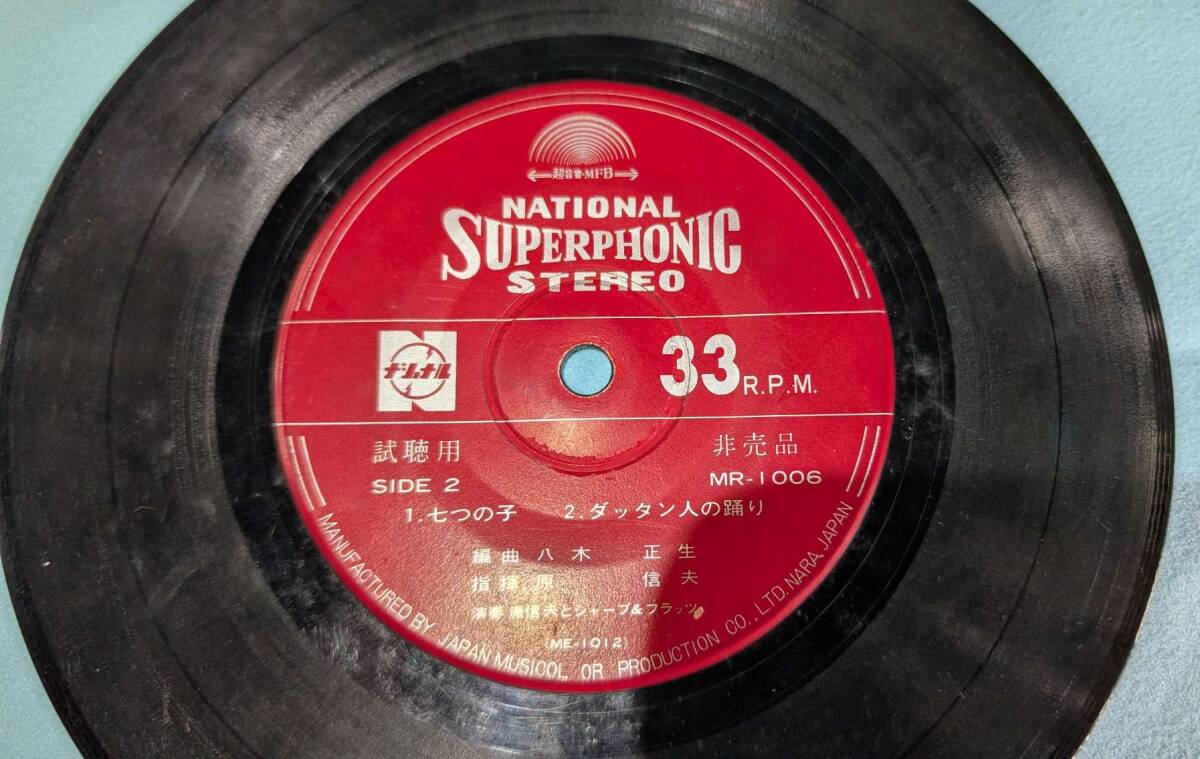 超音響・MFB
NATIONAL
SUPERPHONIC
STEREO
ナショナル
33 R.P.M.
試聴用 非売品
SIDE 2 MR-1006
1.七つの子 2.ダッタン人の踊り
編曲 八木 正生
指揮 原 信夫
演奏 原信夫とシャープ&フラッツ
(ME-1012)
MANUFACTURED BY JAPAN MUSICOLOR PRODUCTION CO., LTD. NARA, JAPAN